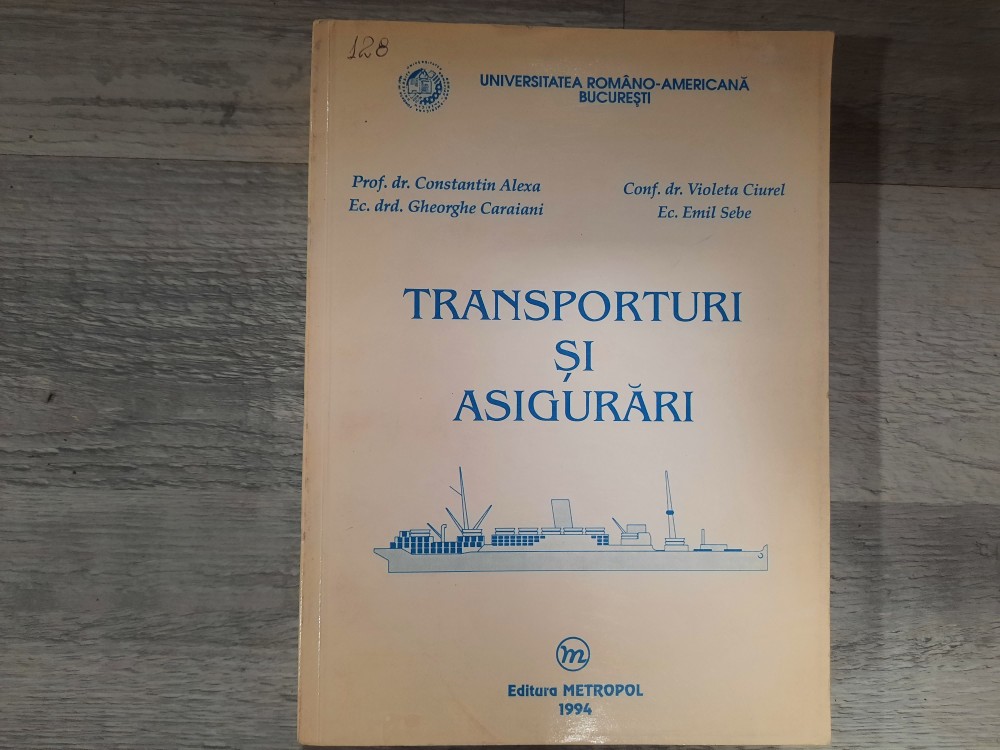 128
UNIVERSITATEA ROMÂNO-AMERICANĂ
BUCUREȘTI
Prof. dr. Constantin Alexa
Ec. drd. Gheorghe Caraiani
Conf. dr. Violeta Ciurel
Ec. Emil Sebe
TRANSPORTURI
ȘI
ASIGURĂRI
m
Editura METROPOL
1994